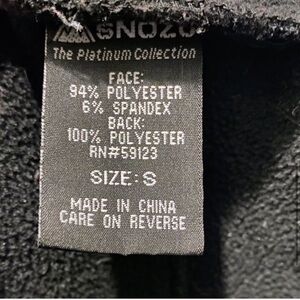 SNOZU
The Platinum Collection
FACE:
94% POLYESTER
6% SPANDEX
BACK:
100% POLYESTER
RN#59123
SIZE: S
MADE IN CHINA
CARE ON REVERSE